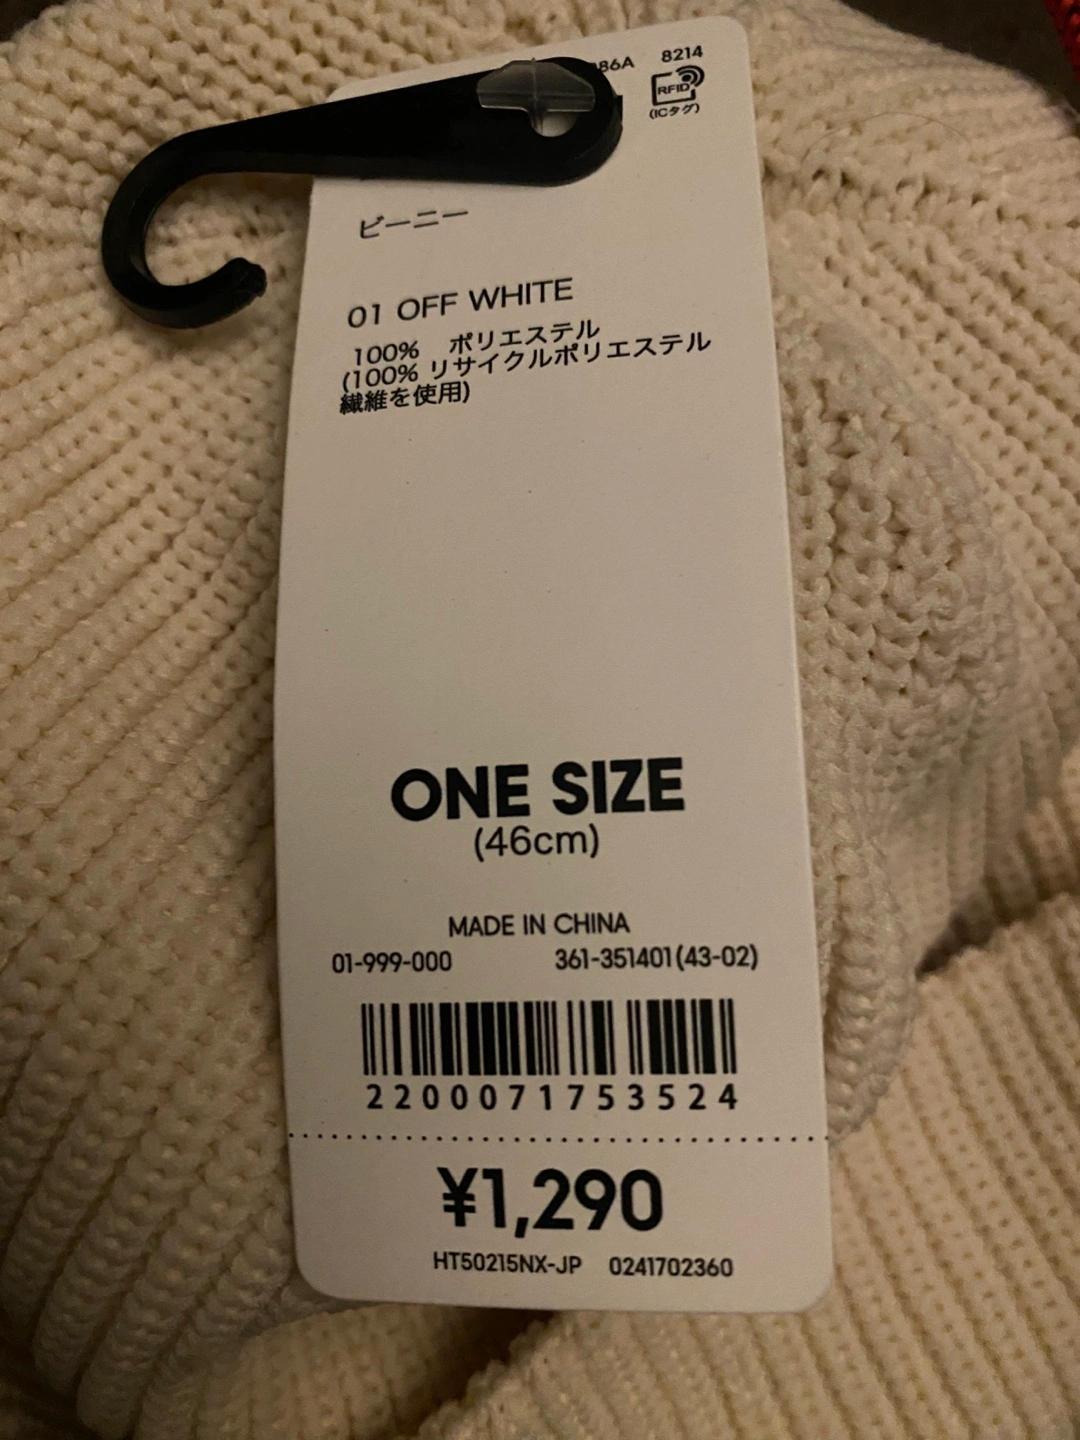 8214
RFID
(ICタグ)
ビーニー
01 OFF WHITE
100% ポリエステル
(100% リサイクルポリエステル
繊維を使用)
ONE SIZE
(46cm)
MADE IN CHINA
01-999-000 361-351401(43-02)
2200071753524
¥1,290
HT50215NX-JP 0241702360